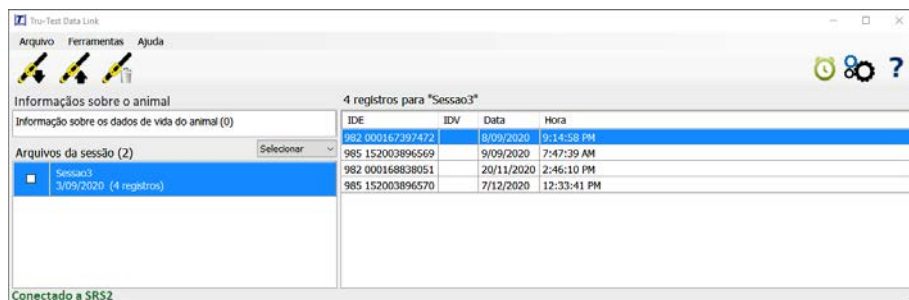 Tru-Test Data Link
Arquivo Ferramentas Ajuda
Informaçãos sobre o animal
Informação sobre os dados de vida do animal (0)
Arquivos da sessão (2)
Selecionar
Sessao3
3/09/2020 (4 registros)
4 registros para "Sessao3"
IDE IDV Data Hora
982 000167397472 8/09/2020 9:14:58 PM
985 152003896569 9/09/2020 7:47:39 AM
982 000168838051 20/11/2020 2:46:10 PM
985 152003896570 7/12/2020 12:33:41 PM
Conectado a SRS2